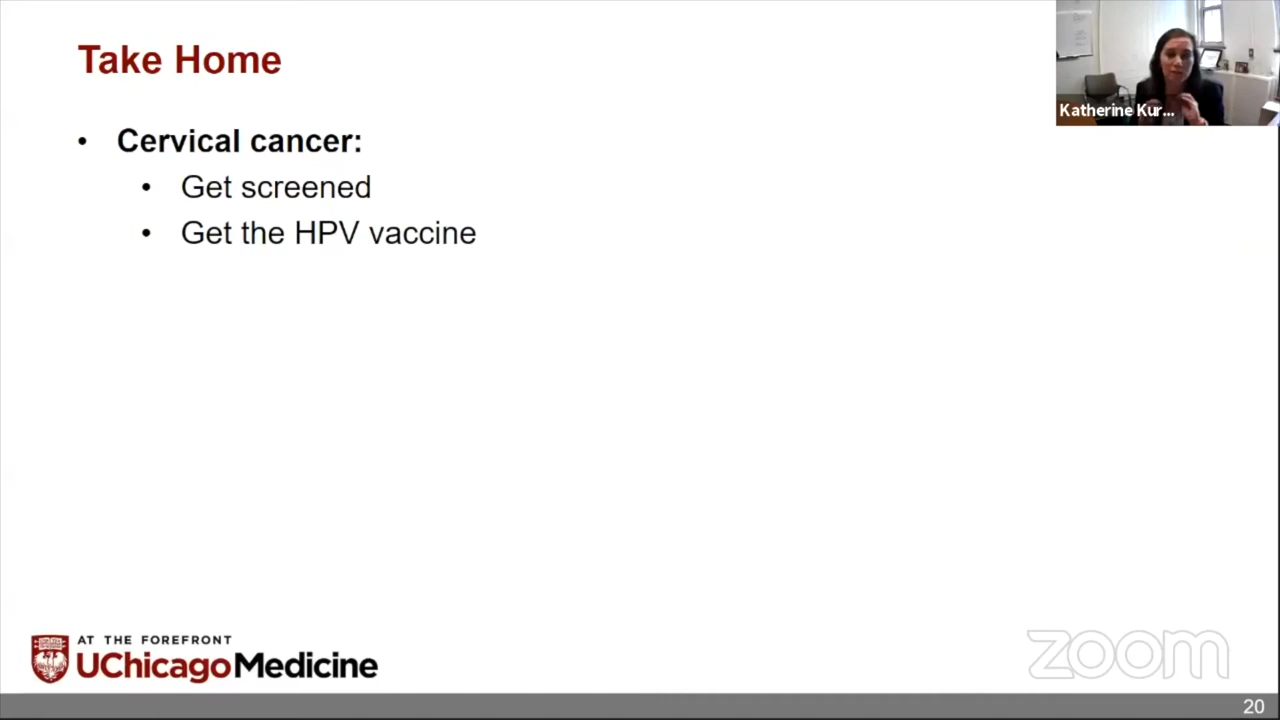 Take Home
Katherine Kur...
• Cervical cancer:
• Get screened
• Get the HPV vaccine
AT THE FOREFRONT
UChicagoMedicine
zoom
20